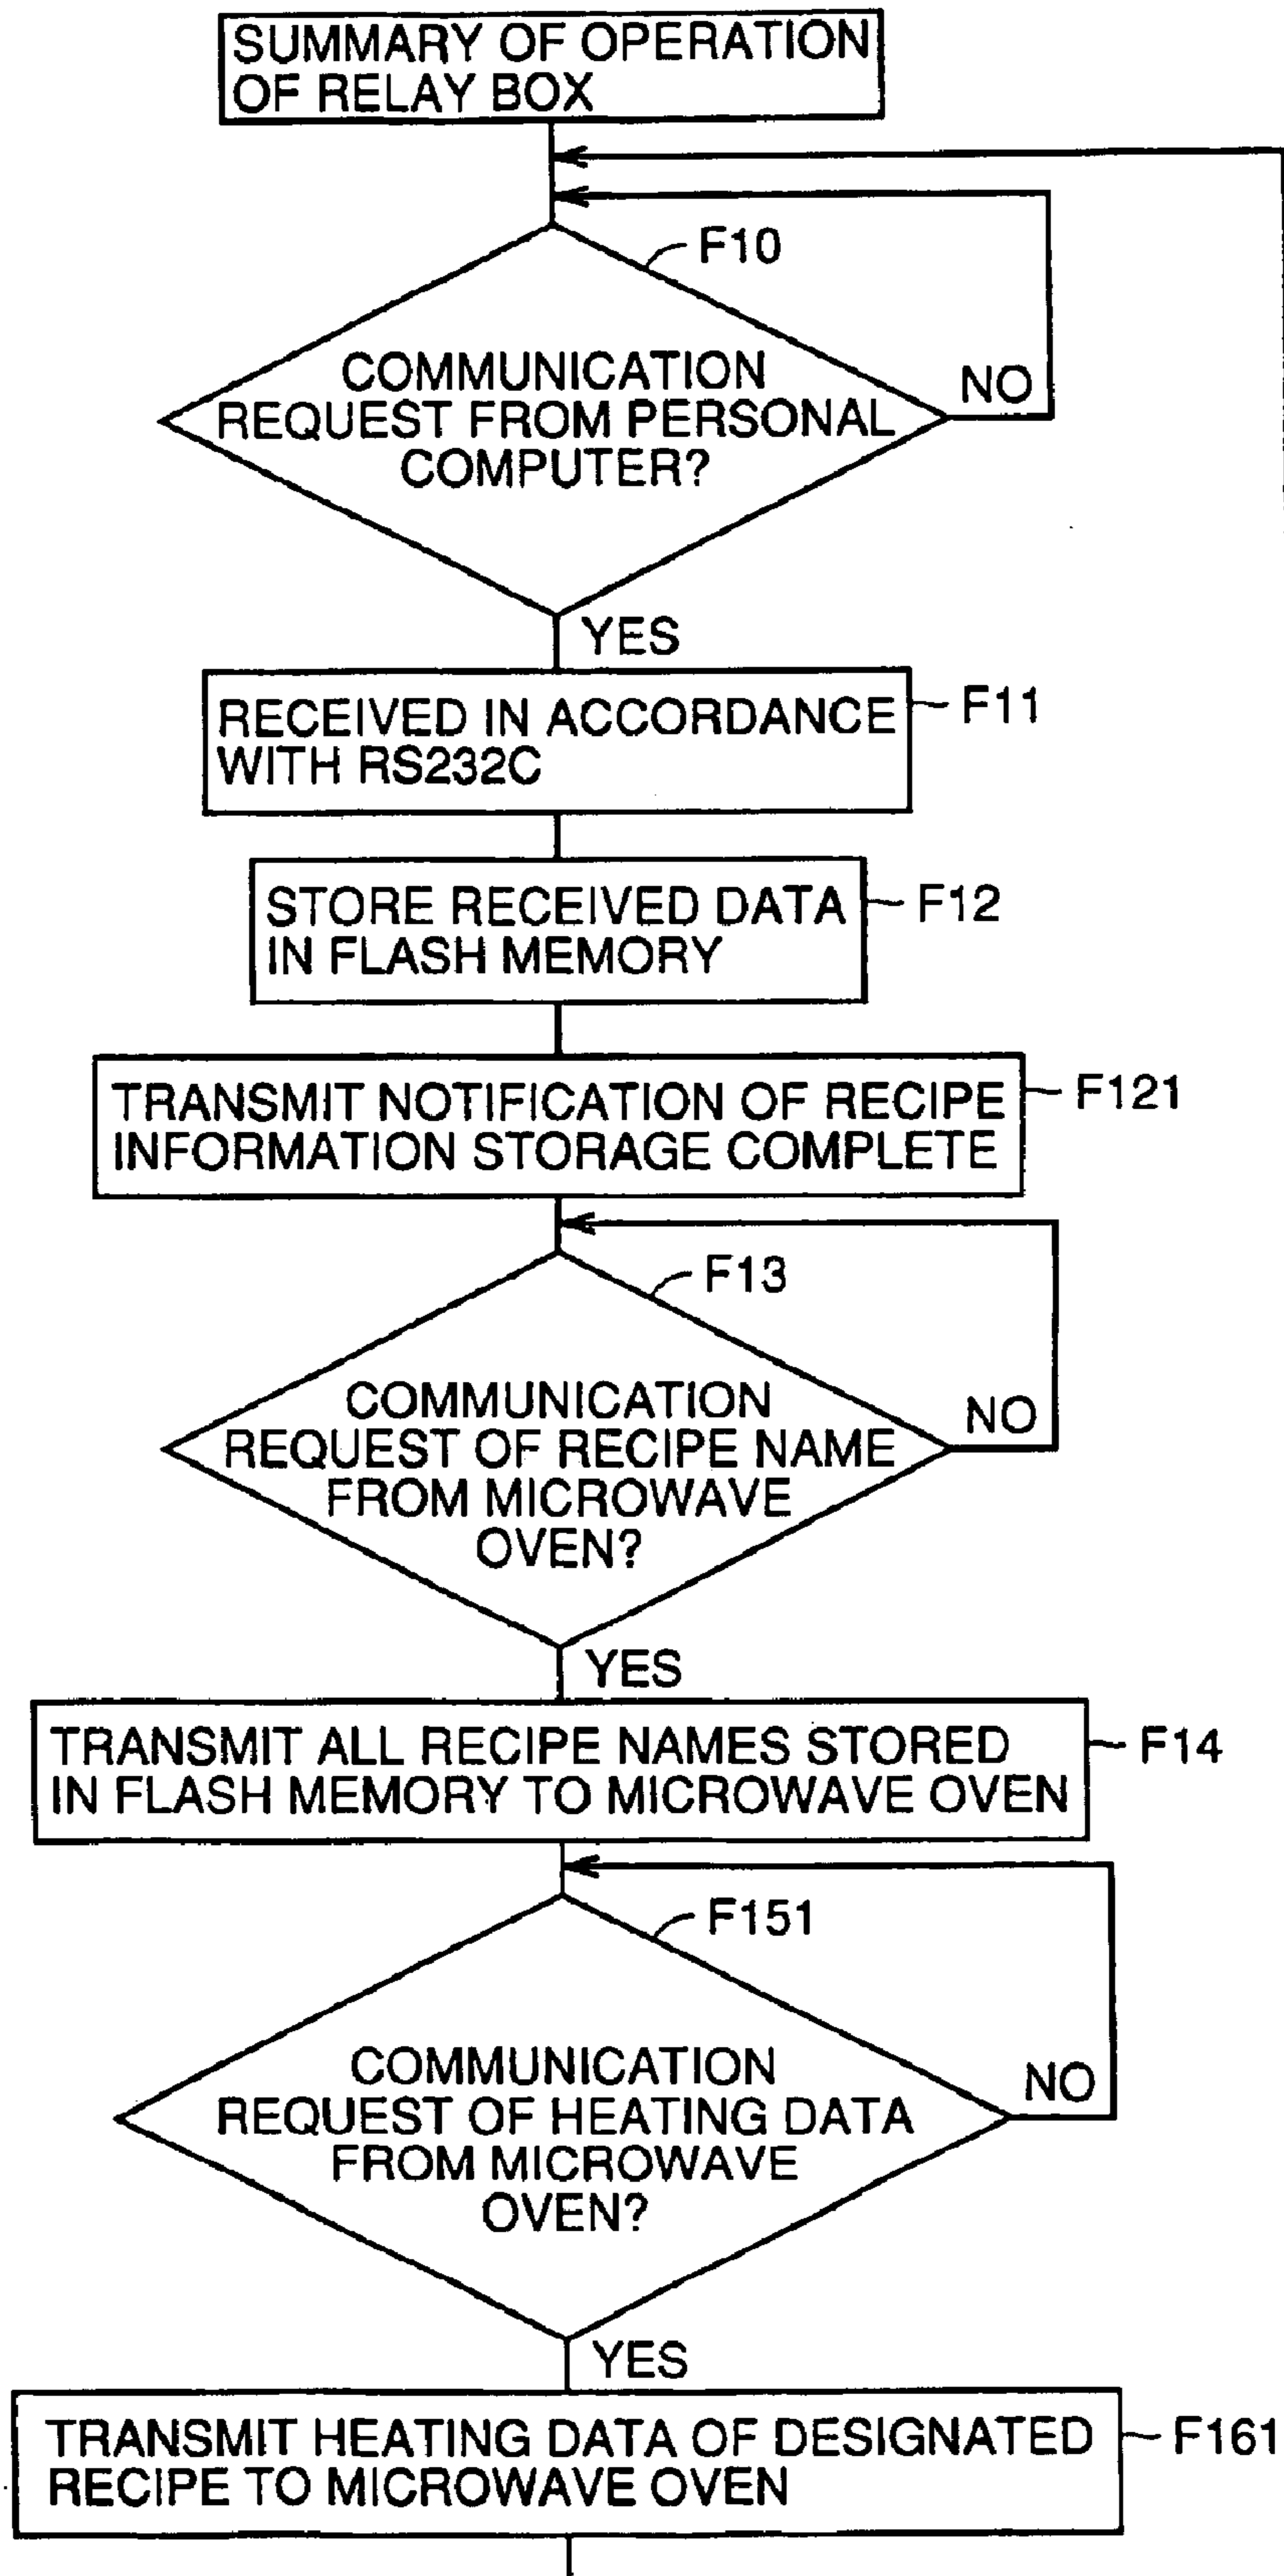 SUMMARY OF OPERATION
OF RELAY BOX
F10
COMMUNICATION
REQUEST FROM PERSONAL
COMPUTER?
NO
YES
RECEIVED IN ACCORDANCE
WITH RS232C
F11
STORE RECEIVED DATA
IN FLASH MEMORY
F12
TRANSMIT NOTIFICATION OF RECIPE
INFORMATION STORAGE COMPLETE
F121
F13
COMMUNICATION
REQUEST OF RECIPE NAME
FROM MICROWAVE
OVEN?
NO
YES
TRANSMIT ALL RECIPE NAMES STORED
IN FLASH MEMORY TO MICROWAVE OVEN
F14
F151
COMMUNICATION
REQUEST OF HEATING DATA
FROM MICROWAVE
OVEN?
NO
YES
TRANSMIT HEATING DATA OF DESIGNATED
RECIPE TO MICROWAVE OVEN
F161